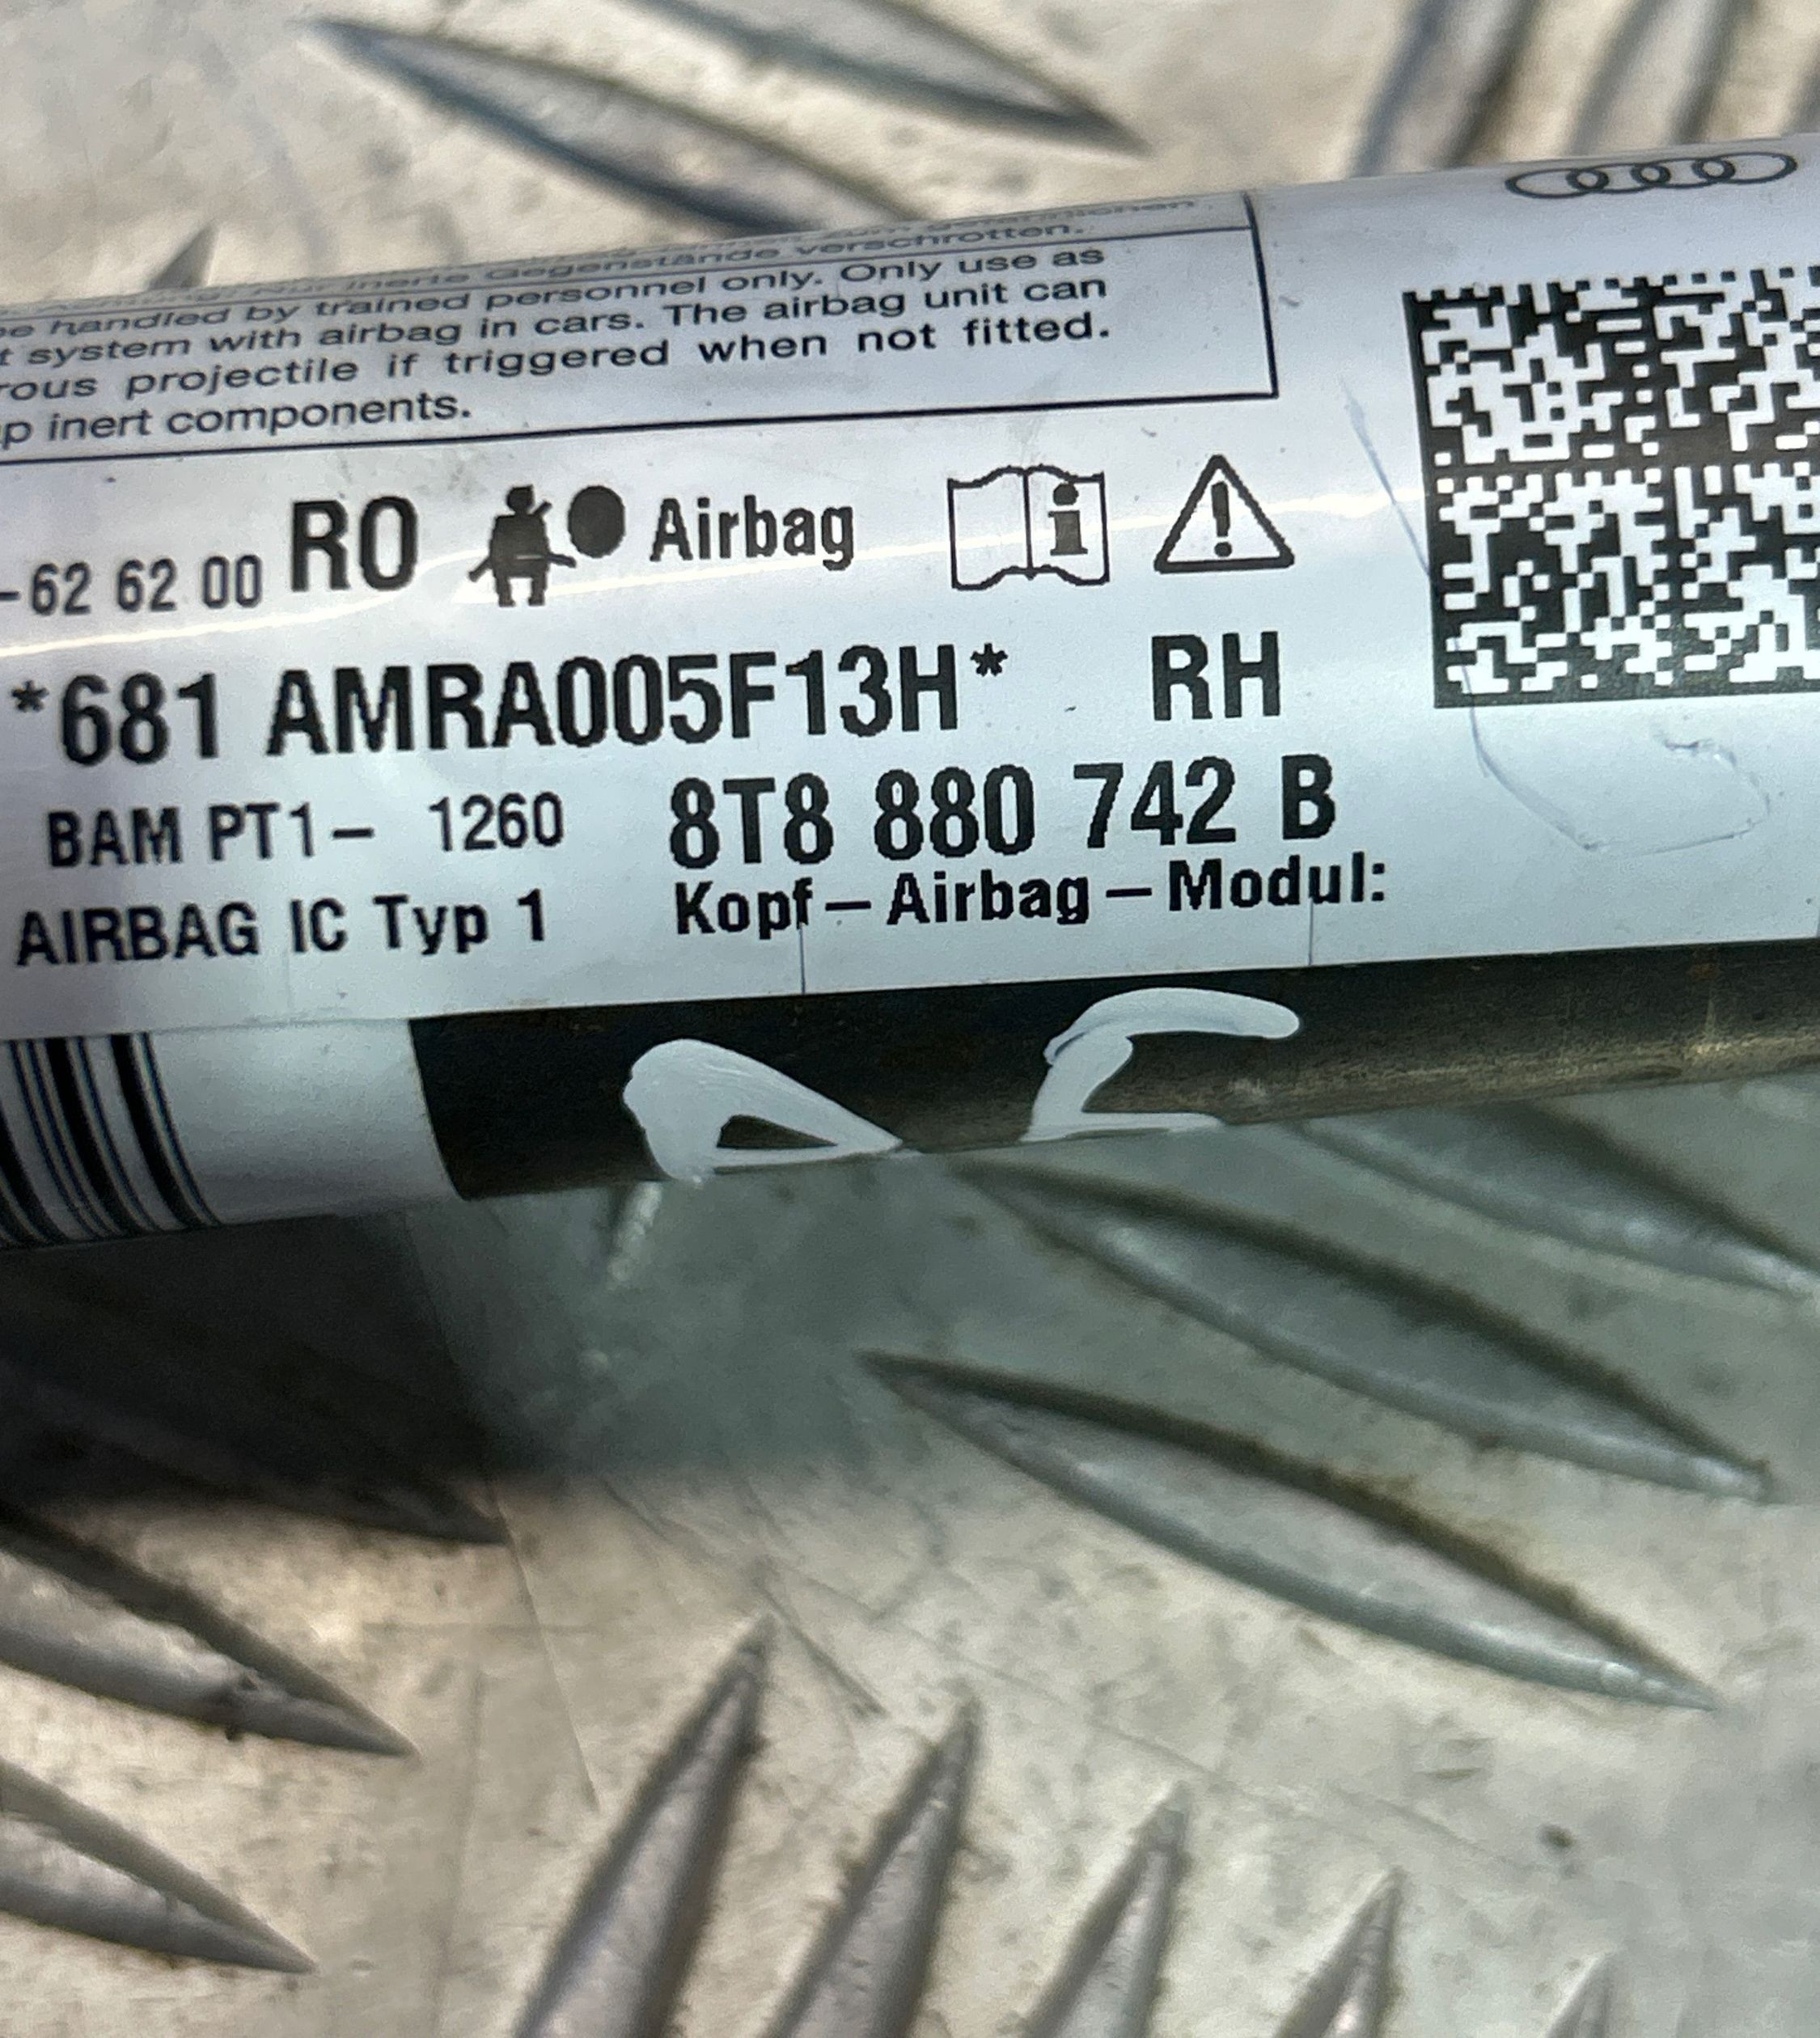 Gegenstände verschrotten.
handled by trained personnel only. Only use as
system with airbag in cars. The airbag unit can
projectile if triggered when not fitted.
inert components.
-62 62 00 RO Airbag
*681 AMRA005F13H* RH
BAM PT1- 1260 8T8 880 742 B
AIRBAG IC Typ 1 Kopf-Airbag-Modul: